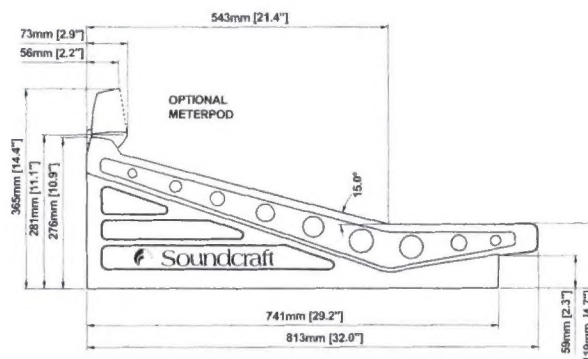 543mm [21.4"]
73mm [2.9"]
56mm [2.2"]
OPTIONAL
METERPOD
365mm [14.4"]
281mm [11.1"]
276mm [10.9"]
15.0°
Soundcraft
741mm [29.2"]
813mm [32.0"]
59mm [2.3"]